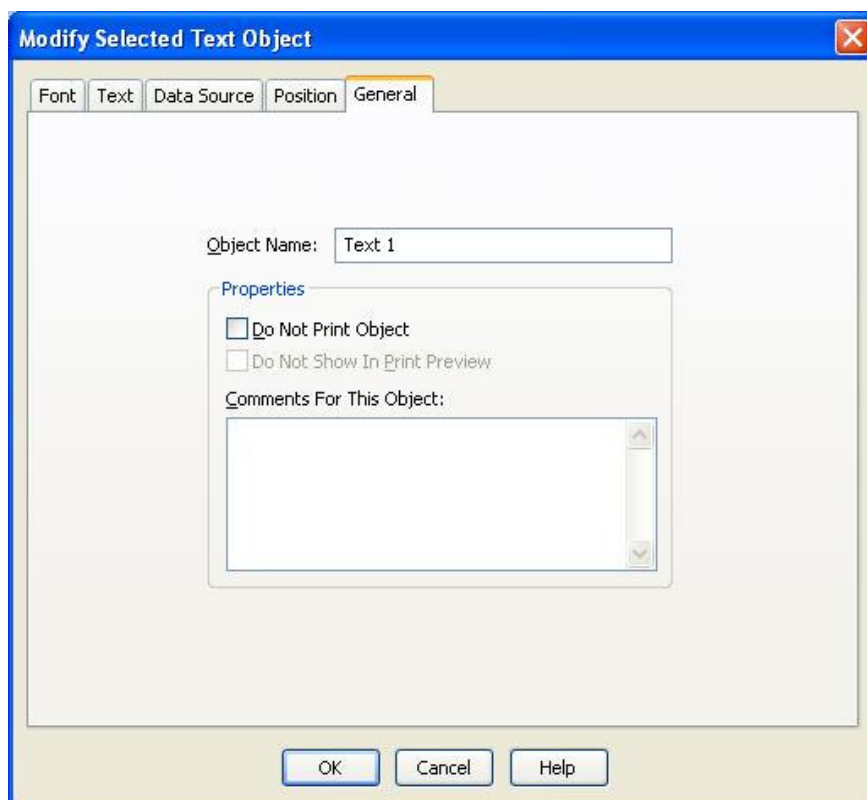 Modify Selected Text Object
Font Text Data Source Position General
Object Name: Text 1
Properties
Do Not Print Object
Do Not Show In Print Preview
Comments For This Object:
OK Cancel Help